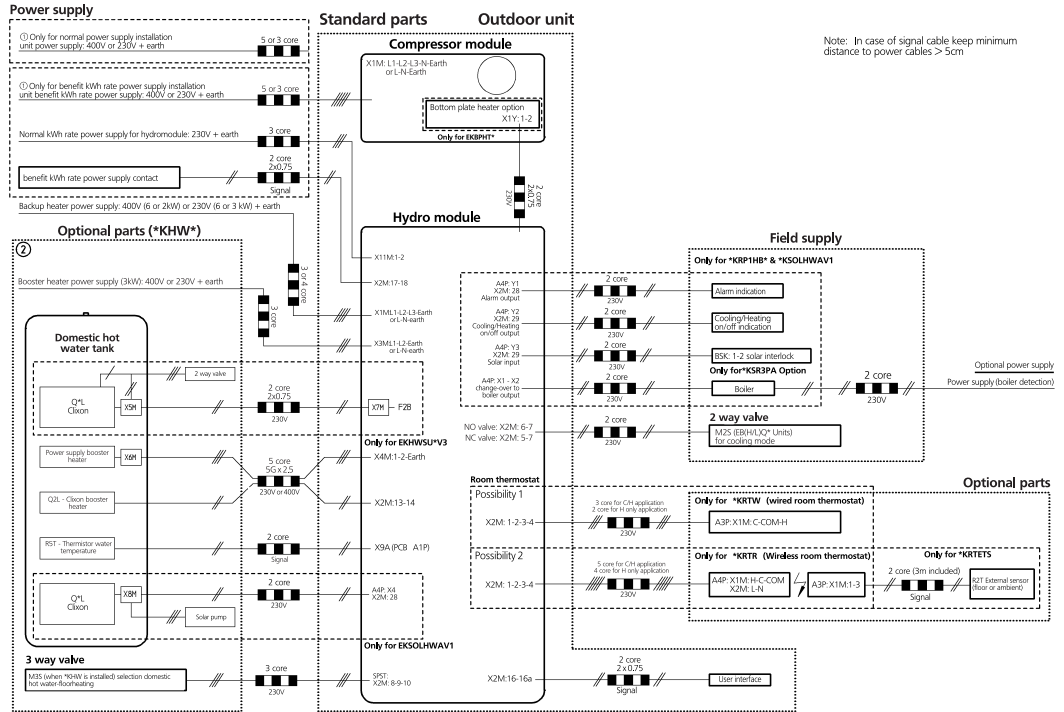 Power supply
① Only for normal power supply installation
unit power supply: 400V or 230V + earth
5 or 3 core
① Only for benefit kWh rate power supply installation
unit benefit kWh rate power supply: 400V or 230V + earth
5 or 3 core
Normal kWh rate power supply for hydromodule: 230V + earth
3 core
benefit kWh rate power supply contact
2 core
2x0.75
Signal
Backup heater power supply: 400V (6 or 2kW) or 230V (6 or 3 kW) + earth
3 or 4 core
Standard parts
Outdoor unit
Compressor module
X1M: L1-L2-L3-N-Earth
or L-N-Earth
Bottom plate heater option
X1Y: 1-2
Only for EKBPHT*
2 core
2x0.75
230V
Note: In case of signal cable keep minimum
distance to power cables > 5cm
Optional parts (*KHW*)
②
Booster heater power supply (3kW): 400V or 230V + earth
3 core
Domestic hot
water tank
2 way valve
Q*L
Clixon
X5M
2 core
2x0.75
230V
Power supply booster
heater
X6M
5 core
5G x 2,5
230V or 400V
Q2L - Clixon booster
heater
R5T - Thermistor water
temperature
2 core
Signal
Q*L
Clixon
X8M
2 core
230V
Solar pump
3 way valve
M3S (when *KHW is installed) selection domestic
hot water-floorheating
3 core
230V
Hydro module
X11M:1-2
X2M:17-18
X1M:L1-L2-L3-Earth
or L-N-earth
X3M:L1-L2-Earth
or L-N-earth
X7M
F2B
Only for EKHWSU*V3
X4M:1-2-Earth
X2M:13-14
X9A (PCB A1P)
A4P: X4
X2M: 28
Only for EKSOLHWAV1
SPST:
X2M: 8-9-10
Field supply
Only for *KRP1HB* & *KSOLHWAV1
A4P: Y1
X2M: 28
Alarm output
2 core
230V
Alarm indication
A4P: Y2
X2M: 29
Cooling/Heating
on/off output
2 core
230V
Cooling/Heating
on/off indication
A4P: Y3
X2M: 29
Solar input
2 core
230V
BSK: 1-2 solar interlock
Only for*KSR3PA Option
A4P: X1 - X2
change-over to
boiler output
2 core
230V
Boiler
2 core
230V
Optional power supply
Power supply (boiler detection)
NO valve: X2M: 6-7
NC valve: X2M: 5-7
2 core
230V
2 way valve
M2S (EB(H/L)Q* Units)
for cooling mode
Room thermostat
Optional parts
Possibility 1
X2M: 1-2-3-4
3 core for C/H application
2 core for H only application
230V
Only for *KRTW (wired room thermostat)
A3P: X1M: C-COM-H
Possibility 2
X2M: 1-2-3-4
5 core for C/H application
4 core for H only application
230V
Only for *KRTR (Wireless room thermostat)
A4P: X1M: H-C-COM
X2M: L-N
A3P: X1M:1-3
Only for *KRTETS
2 core (3m included)
Signal
R2T External sensor
(floor or ambient)
X2M:16-16a
2 core
2 x 0.75
Signal
User interface